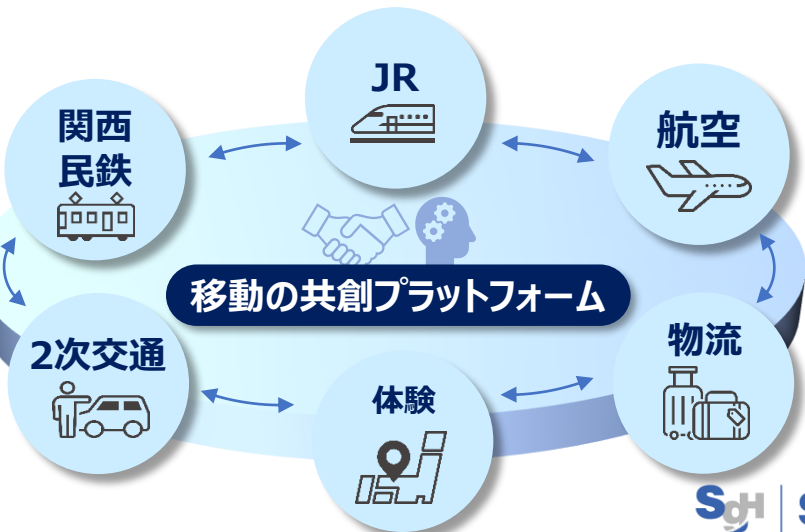 JR
関西
民鉄
航空
移動の共創プラットフォーム
2次交通
物流
体験
SgH